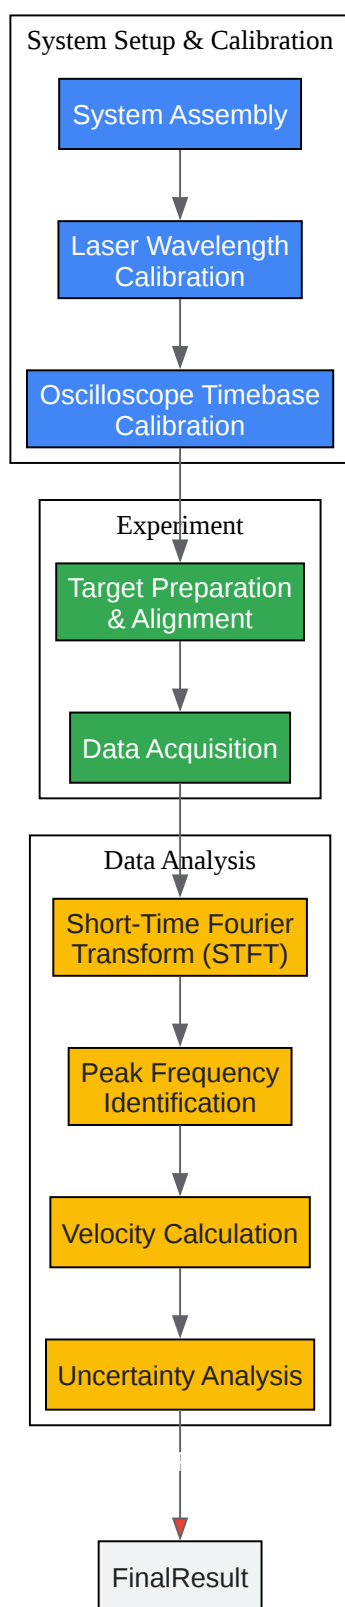 System Setup & Calibration
System Assembly
Laser Wavelength
Calibration
Oscilloscope Timebase
Calibration
Experiment
Target Preparation
& Alignment
Data Acquisition
Data Analysis
Short-Time Fourier
Transform (STFT)
Peak Frequency
Identification
Velocity Calculation
Uncertainty Analysis
FinalResult